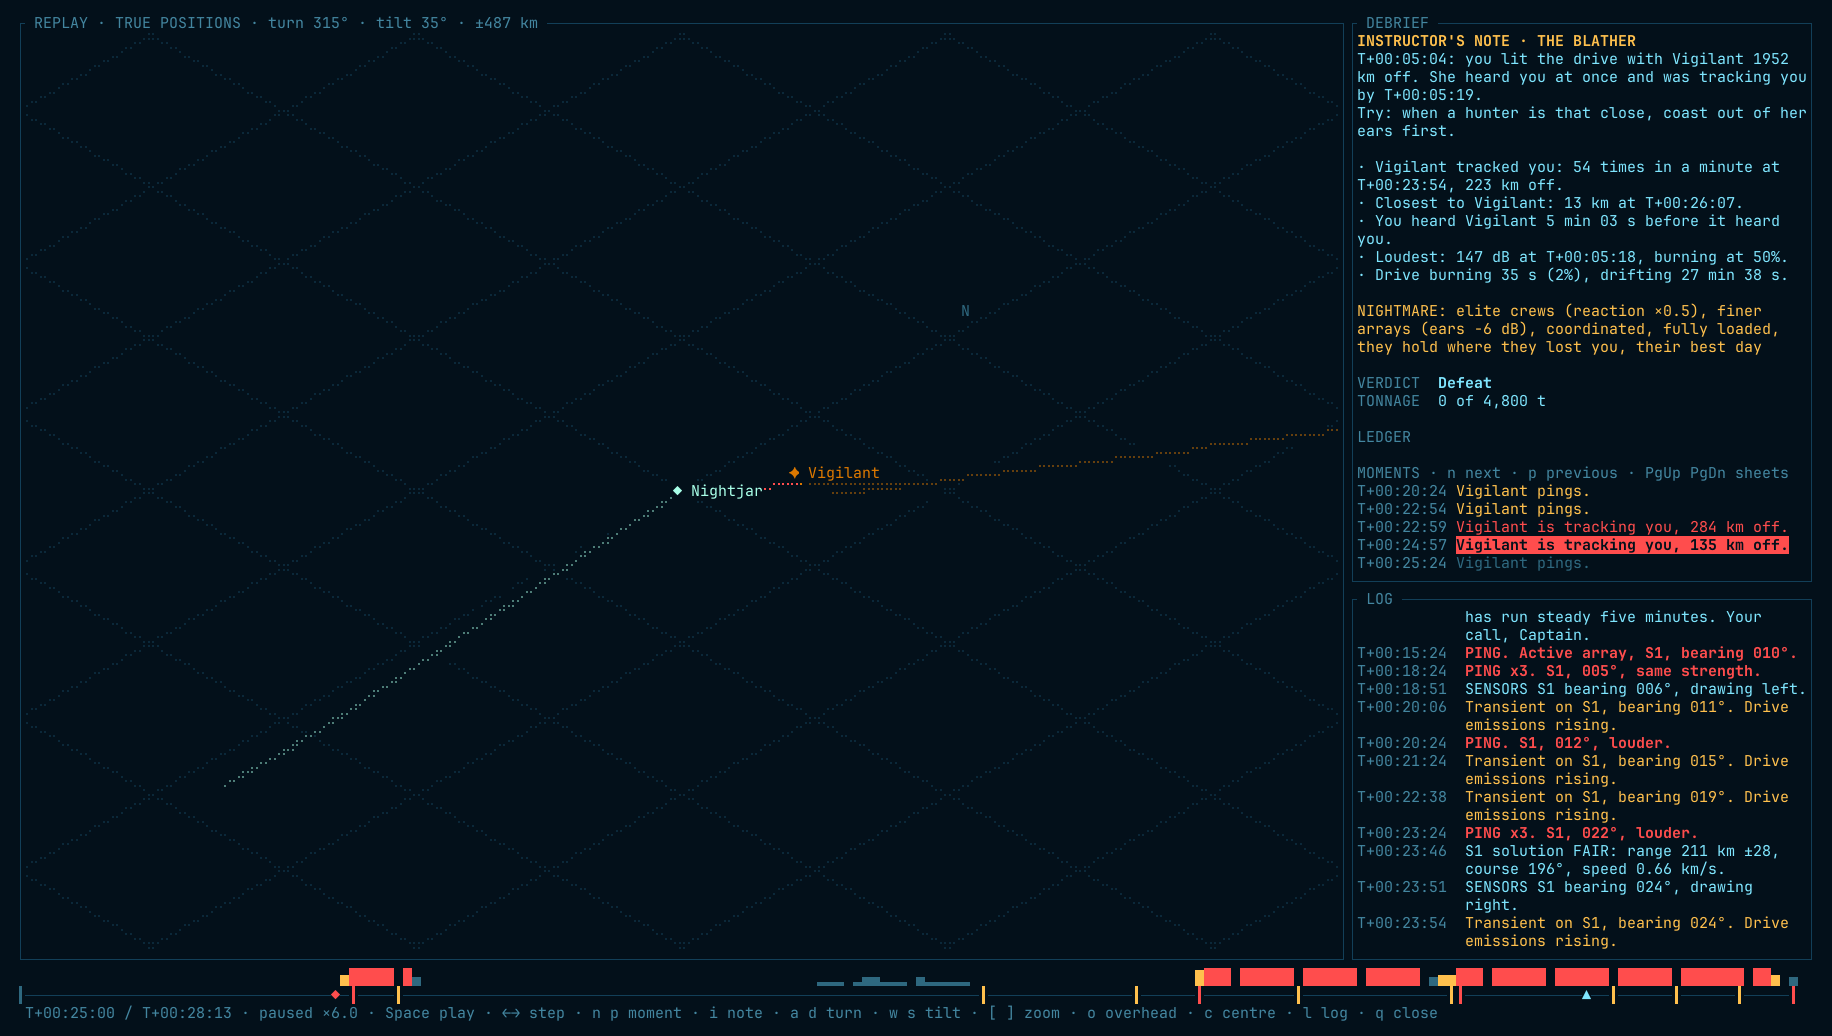 REPLAY · TRUE POSITIONS · turn 315° · tilt 35° · ±487 km
N
Vigilant
Nightjar
DEBRIEF
INSTRUCTOR'S NOTE · THE BLATHER
T+00:05:04: you lit the drive with Vigilant 1952
km off. She heard you at once and was tracking you
by T+00:05:19.
Try: when a hunter is that close, coast out of her
ears first.
· Vigilant tracked you: 54 times in a minute at
T+00:23:54, 223 km off.
· Closest to Vigilant: 13 km at T+00:26:07.
· You heard Vigilant 5 min 03 s before it heard
you.
· Loudest: 147 dB at T+00:05:18, burning at 50%.
· Drive burning 35 s (2%), drifting 27 min 38 s.
NIGHTMARE: elite crews (reaction ×0.5), finer
arrays (ears -6 dB), coordinated, fully loaded,
they hold where they lost you, their best day
VERDICT Defeat
TONNAGE 0 of 4,800 t
LEDGER
MOMENTS · n next · p previous · PgUp PgDn sheets
T+00:20:24 Vigilant pings.
T+00:22:54 Vigilant pings.
T+00:22:59 Vigilant is tracking you, 284 km off.
T+00:24:57 Vigilant is tracking you, 135 km off.
T+00:25:24 Vigilant pings.
LOG
has run steady five minutes. Your
call, Captain.
T+00:15:24 PING. Active array, S1, bearing 010°.
T+00:18:24 PING x3. S1, 005°, same strength.
T+00:18:51 SENSORS S1 bearing 006°, drawing left.
T+00:20:06 Transient on S1, bearing 011°. Drive
emissions rising.
T+00:20:24 PING. S1, 012°, louder.
T+00:21:24 Transient on S1, bearing 015°. Drive
emissions rising.
T+00:22:38 Transient on S1, bearing 019°. Drive
emissions rising.
T+00:23:24 PING x3. S1, 022°, louder.
T+00:23:46 S1 solution FAIR: range 211 km ±28,
course 196°, speed 0.66 km/s.
T+00:23:51 SENSORS S1 bearing 024°, drawing
right.
T+00:23:54 Transient on S1, bearing 024°. Drive
emissions rising.
T+00:25:00 / T+00:28:13 · paused ×6.0 · Space play · ←→ step · n p moment · i note · a d turn · w s tilt · [ ] zoom · o overhead · c centre · l log · q close